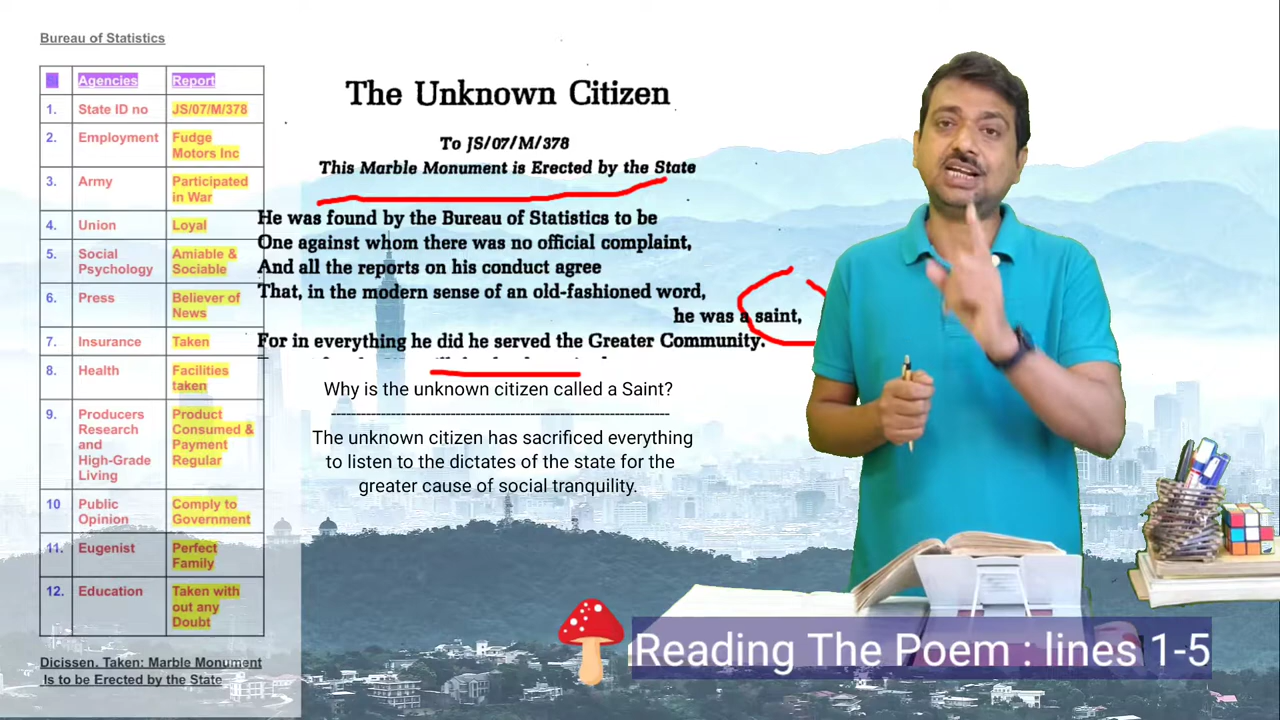 Bureau of Statistics
Agencies Report
1. State ID no JS/07/M/378
2. Employment Fudge
Motors Inc
3. Army Participated
in War
4. Union Loyal
5. Social Amiable &
Psychology Sociable
6. Press Believer of
News
7. Insurance Taken
8. Health Facilities
taken
9. Producers Product
Research Consumed &
and Payment
High-Grade Regular
Living
10 Public Comply to
Opinion Government
11. Eugenist Perfect
Family
12. Education Taken with
out any
Doubt
Dicissen. Taken: Marble Monument
Is to be Erected by the State
The Unknown Citizen
To JS/07/M/378
This Marble Monument is Erected by the State
He was found by the Bureau of Statistics to be
One against whom there was no official complaint,
And all the reports on his conduct agree
That, in the modern sense of an old-fashioned word,
he was a saint,
For in everything he did he served the Greater Community.
Why is the unknown citizen called a Saint?
The unknown citizen has sacrificed everything
to listen to the dictates of the state for the
greater cause of social tranquility.
Reading The Poem : lines 1-5